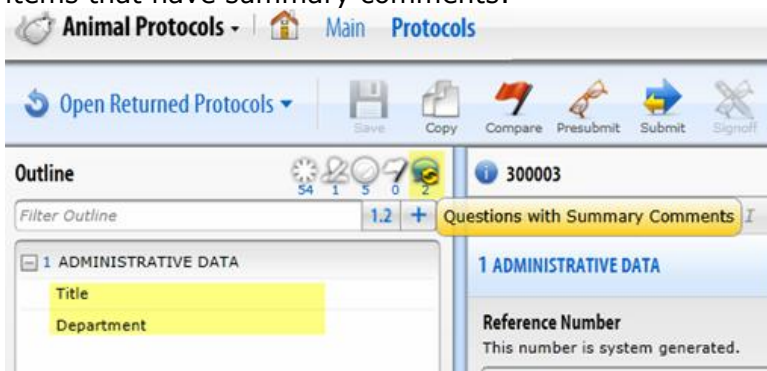 items that have summary comments.
Animal Protocols Main Protocols
Open Returned Protocols Save Copy Compare Presubmit Submit Signoff
Outline 54 1 5 0 2 300003
Filter Outline 1.2 + Questions with Summary Comments
1 ADMINISTRATIVE DATA 1 ADMINISTRATIVE DATA
Title
Department Reference Number
This number is system generated.